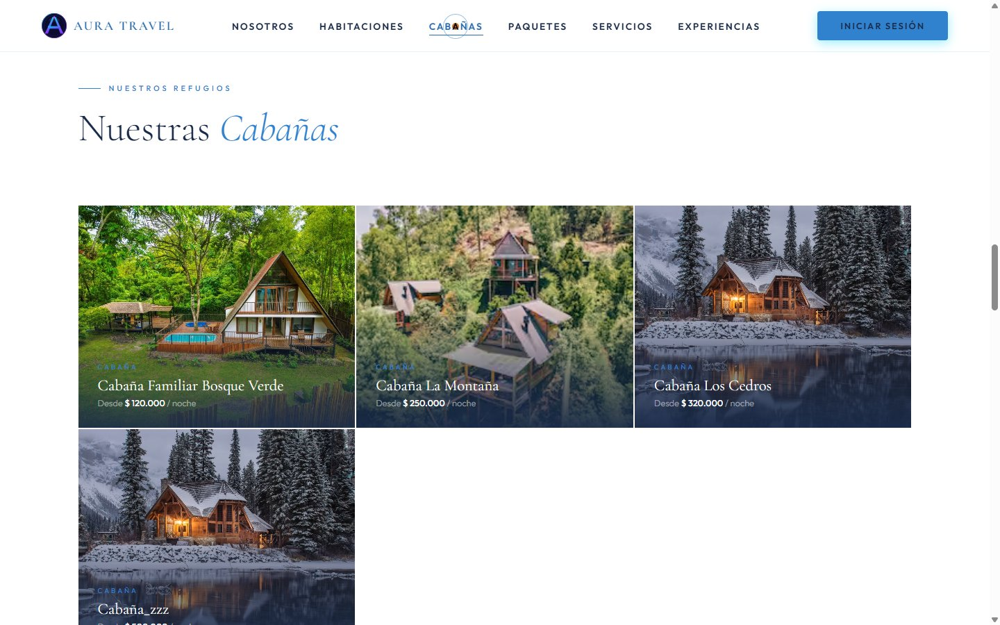 AURA TRAVEL
NOSOTROS
HABITACIONES
CABAÑAS
PAQUETES
SERVICIOS
EXPERIENCIAS
INICIAR SESIÓN
NUESTROS REFUGIOS
Nuestras Cabañas
CABAÑA
Cabaña Familiar Bosque Verde
Desde $ 120.000 / noche
CABAÑA
Cabaña La Montaña
Desde $ 250.000 / noche
CABAÑA
Cabaña Los Cedros
Desde $ 320.000 / noche
CABAÑA
Cabaña_zzz